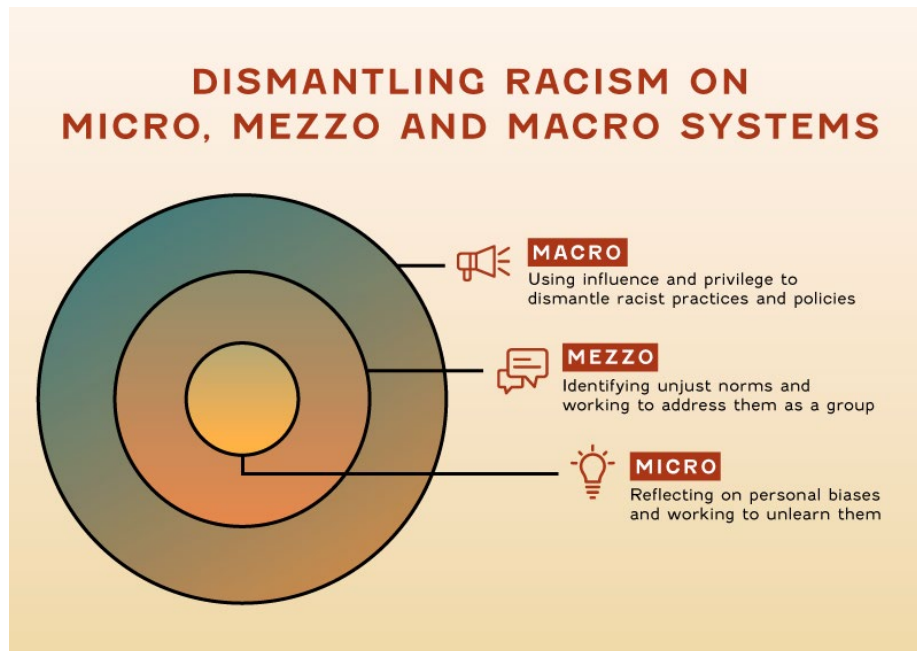 DISMANTLING RACISM ON
MICRO, MEZZO AND MACRO SYSTEMS
MACRO
Using influence and privilege to
dismantle racist practices and policies
MEZZO
Identifying unjust norms and
working to address them as a group
MICRO
Reflecting on personal biases
and working to unlearn them